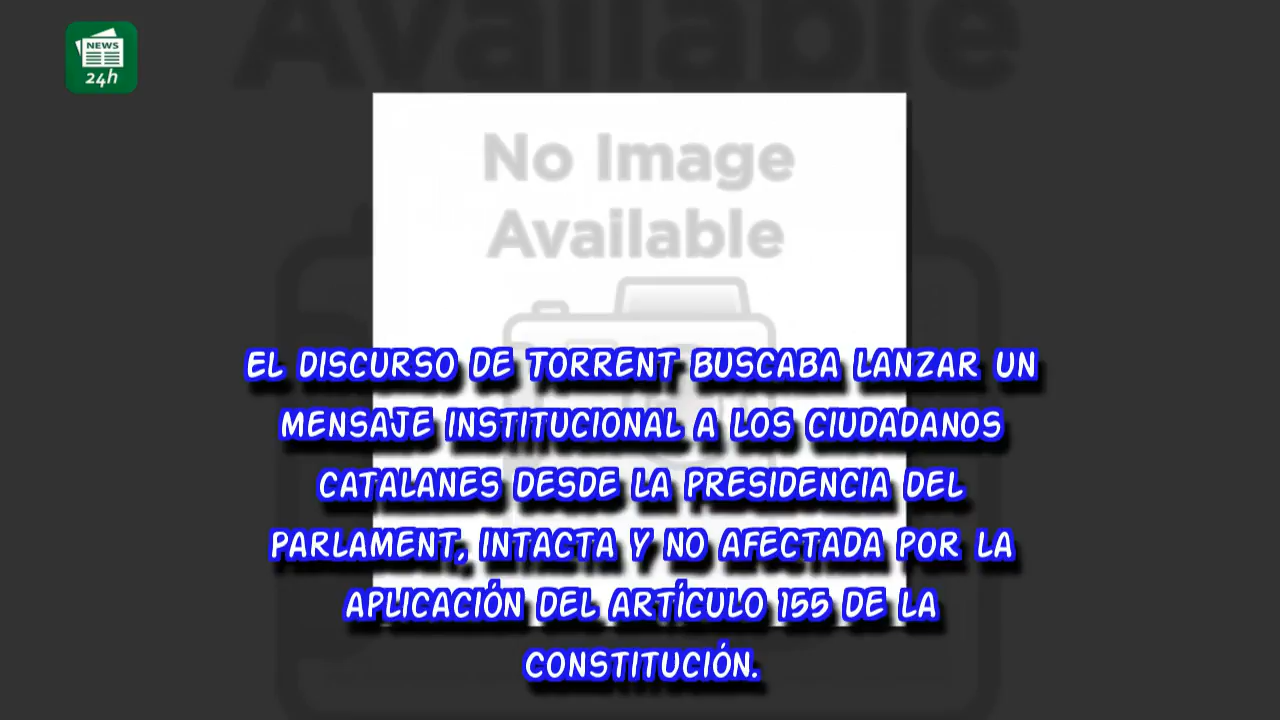 Available
NEWS
24h
No Image
Available
EL DISCURSO DE TORRENT BUSCABA LANZAR UN
MENSAJE INSTITUCIONAL A LOS CIUDADANOS
CATALANES DESDE LA PRESIDENCIA DEL
PARLAMENT, INTACTA Y NO AFECTADA POR LA
APLICACIÓN DEL ARTÍCULO 155 DE LA
CONSTITUCIÓN.